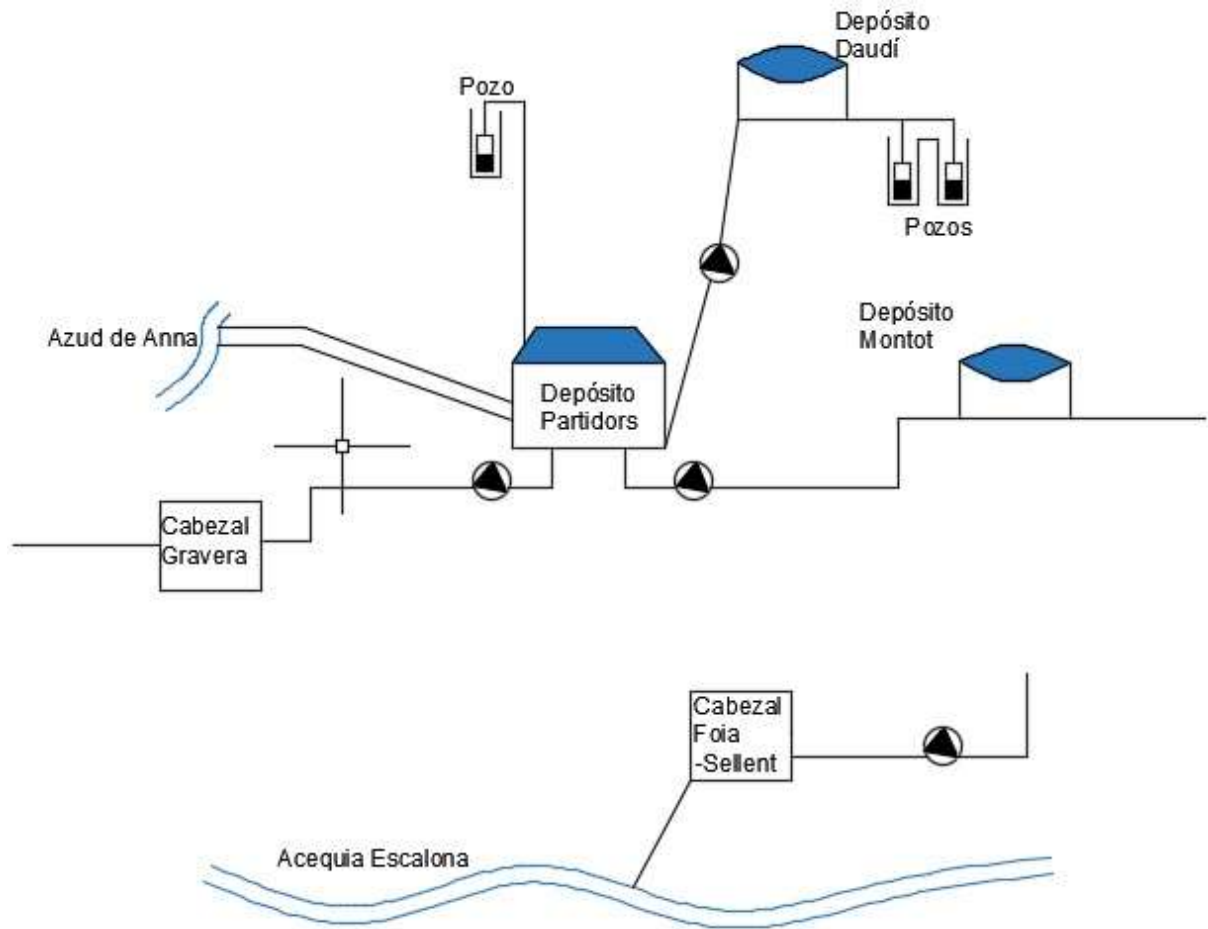 Depósito
Daudí
Pozo
Pozos
Azud de Anna
Depósito
Montot
Depósito
Partidors
Cabezal
Gravera
Cabezal
Foia
-Sellent
Acequia Escalona